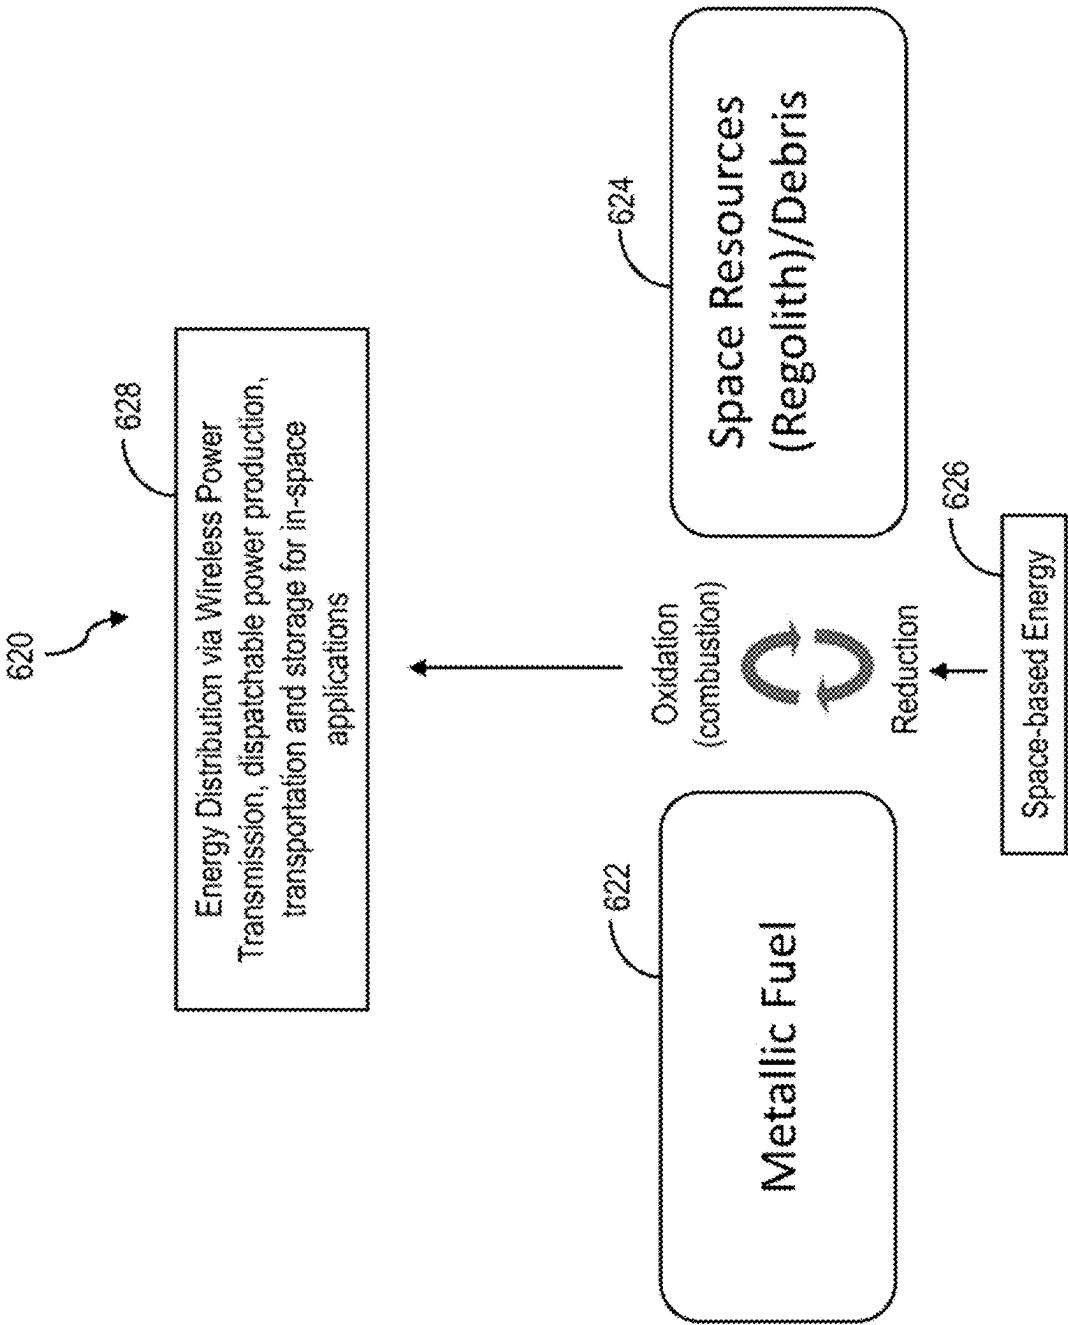 620
628
Energy Distribution via Wireless Power
Transmission, dispatchable power production,
transportation and storage for in-space
applications
622
Metallic Fuel
Oxidation
(combustion)
Reduction
624
Space Resources
(Regolith)/Debris
626
Space-based Energy